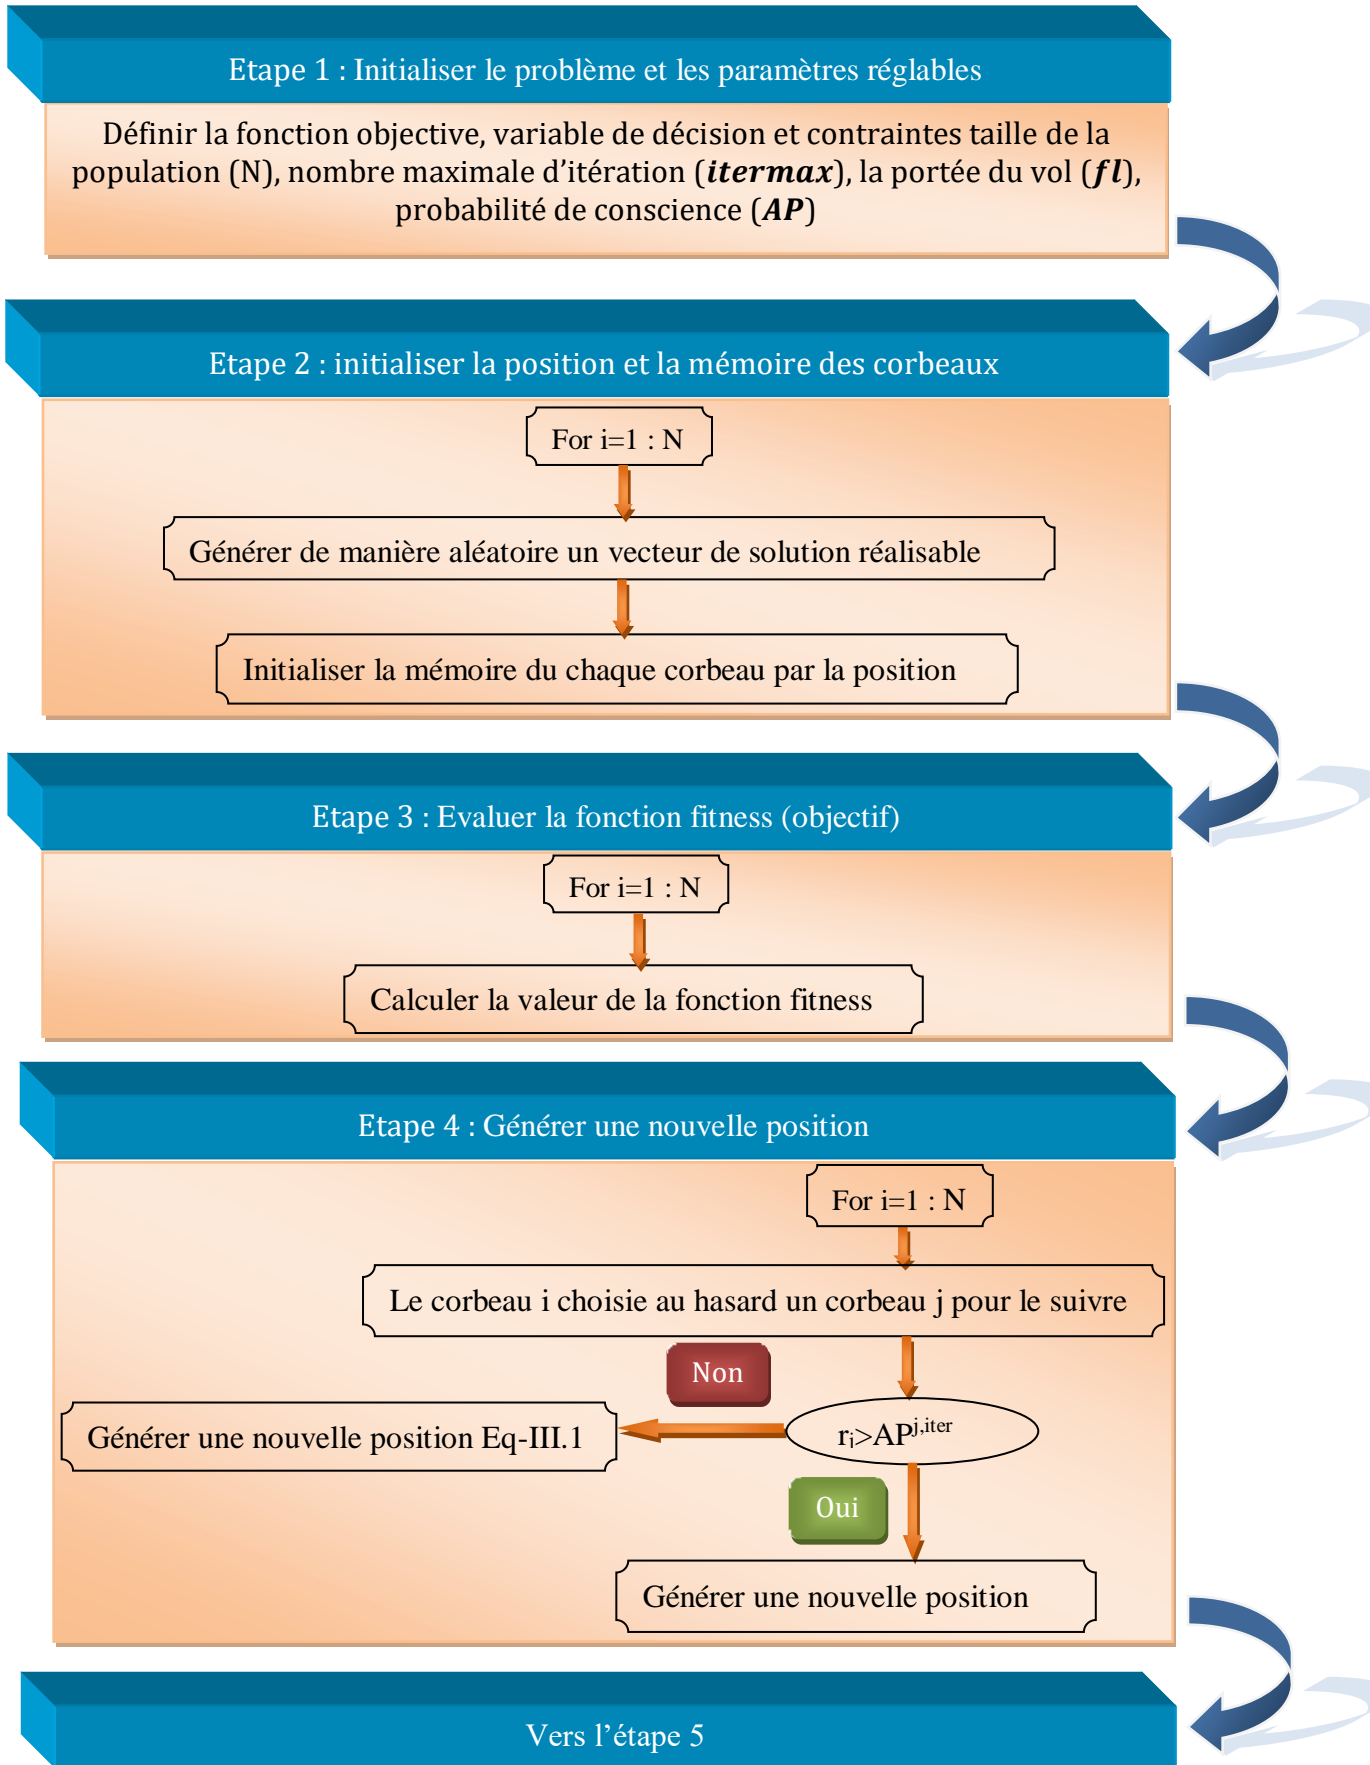 Etape 1 : Initialiser le problème et les paramètres réglables
Définir la fonction objective, variable de décision et contraintes taille de la
population (N), nombre maximale d’itération (itermax), la portée du vol (fl),
probabilité de conscience (AP)
Etape 2 : initialiser la position et la mémoire des corbeaux
For i=1 : N
Générer de manière aléatoire un vecteur de solution réalisable
Initialiser la mémoire du chaque corbeau par la position
Etape 3 : Evaluer la fonction fitness (objectif)
For i=1 : N
Calculer la valeur de la fonction fitness
Etape 4 : Générer une nouvelle position
For i=1 : N
Le corbeau i choisie au hasard un corbeau j pour le suivre
Non
Générer une nouvelle position Eq-III.1
rᵢ>AP^j,iter
Oui
Générer une nouvelle position
Vers l’étape 5